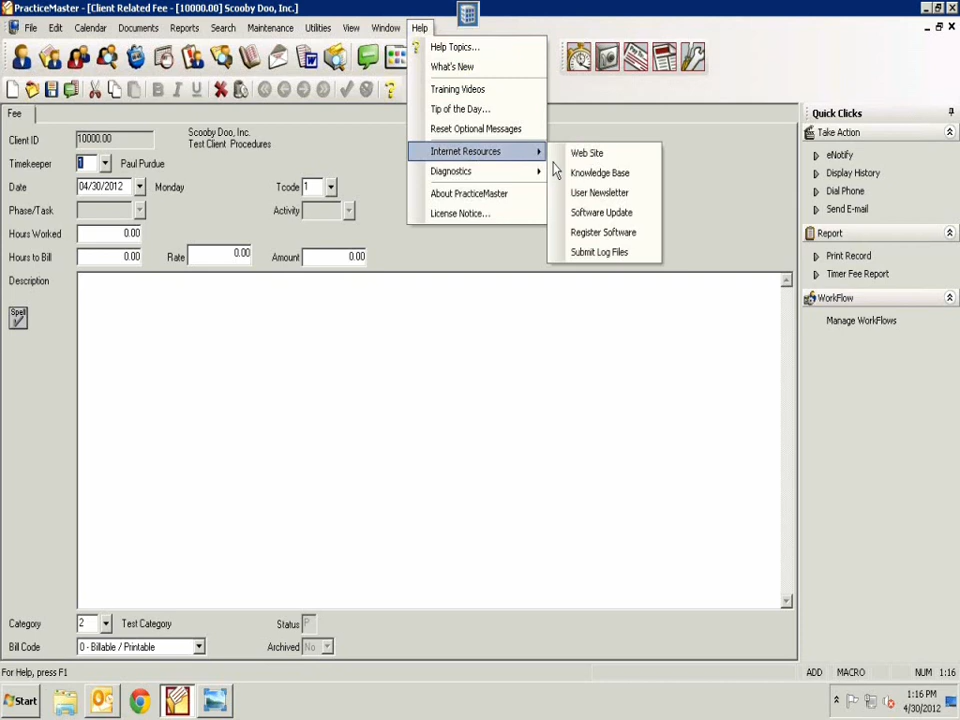 PracticeMaster - [Client Related Fee - [10000.00] Scooby Doo, Inc.]
File Edit Calendar Documents Reports Search Maintenance Utilities View Window Help
Help Topics...
What's New
Training Videos
Tip of the Day...
Reset Optional Messages
Internet Resources
Diagnostics
About PracticeMaster
License Notice...
Web Site
Knowledge Base
User Newsletter
Software Update
Register Software
Submit Log Files
B I U
Fee
Client ID 10000.00 Scooby Doo, Inc.
Test Client Procedures
Timekeeper 1 Paul Purdue
Date 04/30/2012 Monday Tcode 1
Phase/Task Activity
Hours Worked 0.00
Hours to Bill 0.00 Rate 0.00 Amount 0.00
Description
Spell
Category 2 Test Category Status P
Bill Code 0 - Billable / Printable Archived No
Quick Clicks
Take Action
eNotify
Display History
Dial Phone
Send E-mail
Report
Print Record
Timer Fee Report
WorkFlow
Manage WorkFlows
For Help, press F1 ADD MACRO NUM 1:16
Start
1:16 PM
4/30/2012